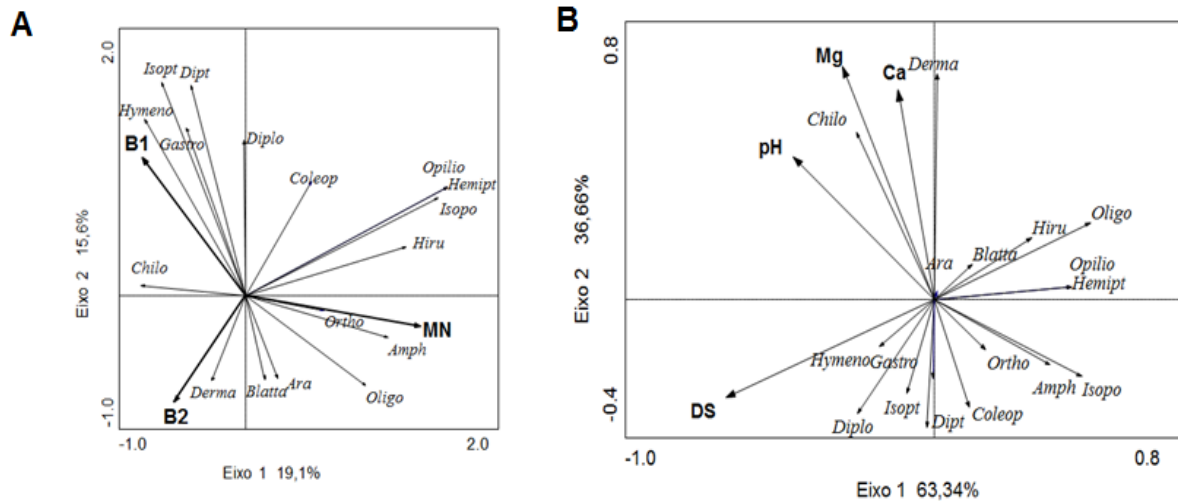 A
2.0
Isopt Dipt
Hymeno
Gastro
B1
Diplo
Coleop
Opilio
Hemipt
Isopo
Hiru
Chilo
Ortho
MN
Amph
Derma
Blatta
Ara
Oligo
B2
-1.0
-1.0
2.0
Eixo 2 15,6%
Eixo 1 19,1%
B
0.8
Mg
Ca
Derma
Chilo
pH
Hiru
Oligo
Ara
Blatta
Opilio
Hemipt
Hymeno
Gastro
Ortho
Amph
Isopo
DS
Isopt
Diplo
Dipt
Coleop
-0.4
-1.0
0.8
Eixo 2 36,66%
Eixo 1 63,34%